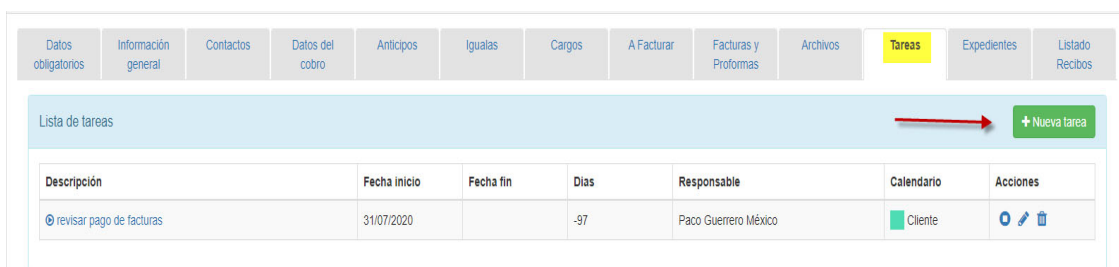 Datos obligatorios
Información general
Contactos
Datos del cobro
Anticipos
Igualas
Cargos
A Facturar
Facturas y Proformas
Archivos
Tareas
Expedientes
Listado Recibos
Lista de tareas
+ Nueva tarea
Descripción Fecha inicio Fecha fin Dias Responsable Calendario Acciones
revisar pago de facturas 31/07/2020 -97 Paco Guerrero México Cliente